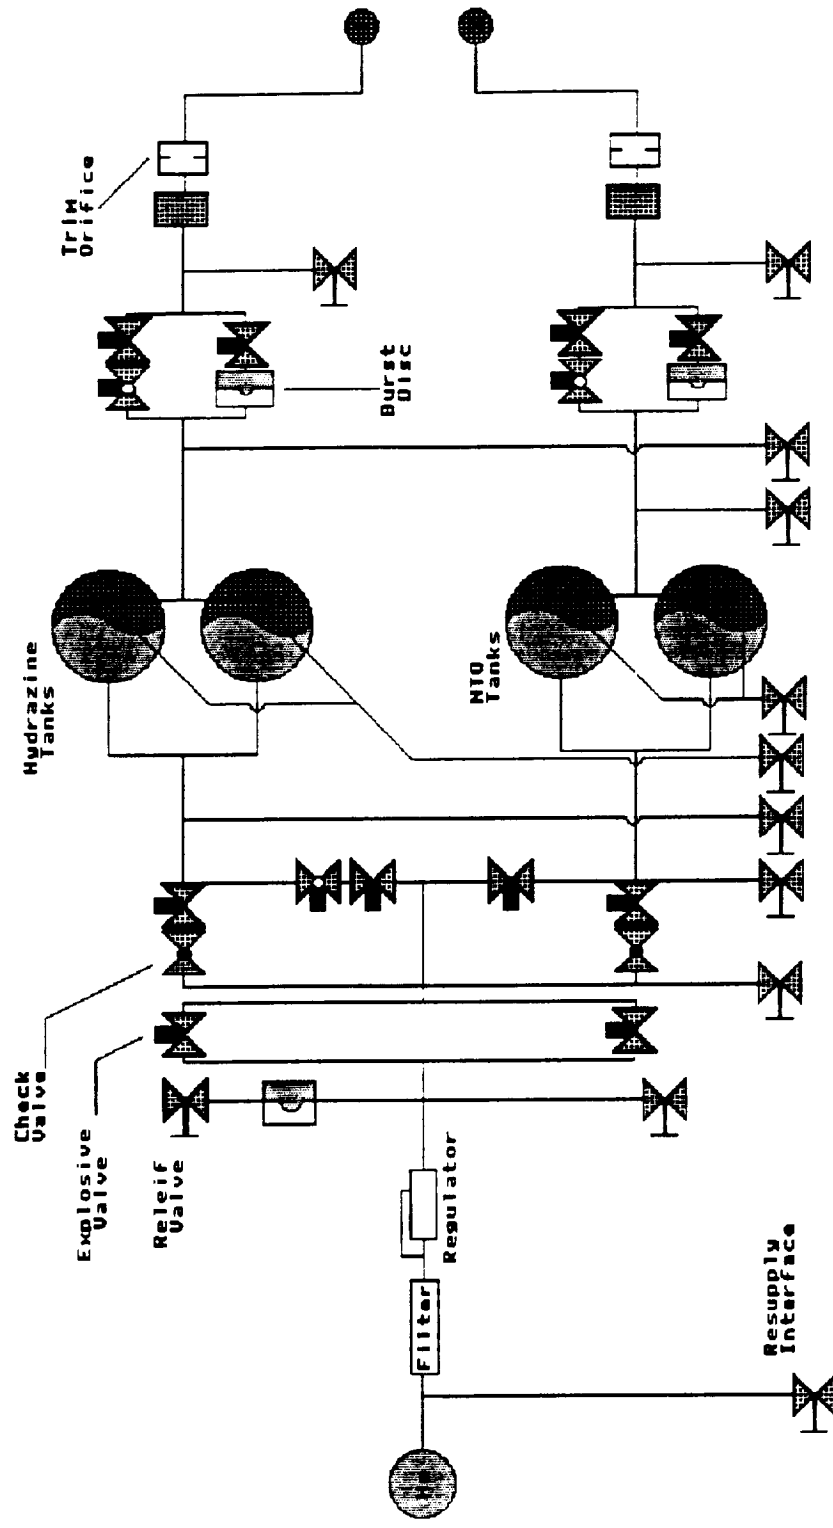 Check
Valve
Hydrazine
Tanks
Trim
Orifice
Explosive
Valve
Releif
Valve
Burst
Disc
Filter
Regulator
NTO
Tanks
Resupply
Interface